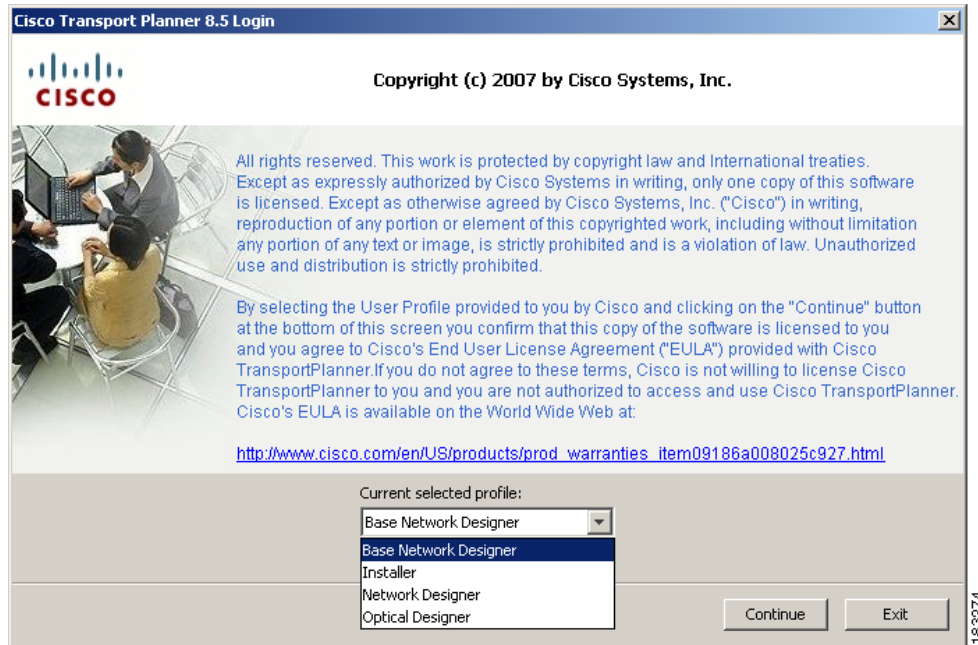 Cisco Transport Planner 8.5 Login
CISCO
Copyright (c) 2007 by Cisco Systems, Inc.
All rights reserved. This work is protected by copyright law and International treaties.
Except as expressly authorized by Cisco Systems in writing, only one copy of this software
is licensed. Except as otherwise agreed by Cisco Systems, Inc. ("Cisco") in writing,
reproduction of any portion or element of this copyrighted work, including without limitation
any portion of any text or image, is strictly prohibited and is a violation of law. Unauthorized
use and distribution is strictly prohibited.
By selecting the User Profile provided to you by Cisco and clicking on the "Continue" button
at the bottom of this screen you confirm that this copy of the software is licensed to you
and you agree to Cisco's End User License Agreement ("EULA") provided with Cisco
TransportPlanner.If you do not agree to these terms, Cisco is not willing to license Cisco
TransportPlanner to you and you are not authorized to access and use Cisco TransportPlanner.
Cisco's EULA is available on the World Wide Web at:
http://www.cisco.com/en/US/products/prod_warranties_item09186a008025c927.html
Current selected profile:
Base Network Designer
Base Network Designer
Installer
Network Designer
Optical Designer
Continue
Exit
183274